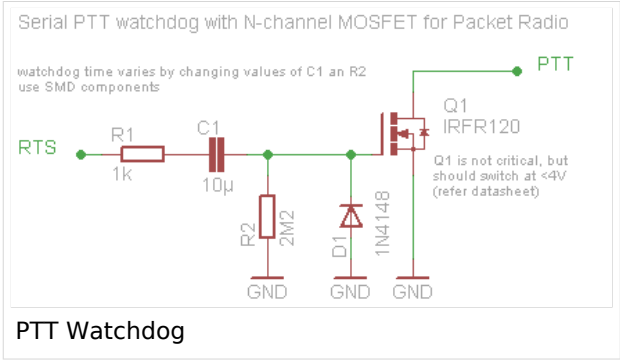 Serial PTT watchdog with N-channel MOSFET for Packet Radio
watchdog time varies by changing values of C1 an R2
use SMD components
PTT
Q1
IRFR120
Q1 is not critical, but
should switch at <4V
(refer datasheet)
RTS
R1
1k
C1
10µ
R2
2M2
D1
1N4148
GND
GND
GND
PTT Watchdog